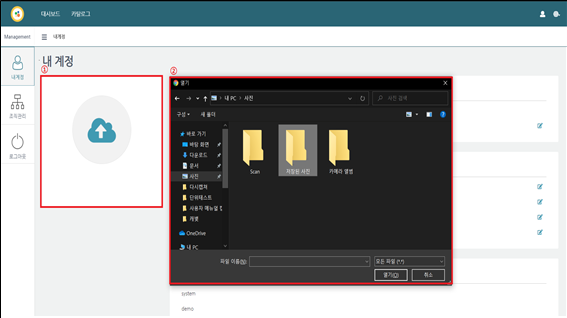 대시보드 카탈로그
Management 내계정
내 계정
내계정
조직관리
로그아웃
①
②
열기
내 PC > 사진
사진 검색
구성 새 폴더
바로 가기
바탕 화면
다운로드
문서
사진
다시캡쳐
단위테스트
사용자 메뉴얼 캡
캐별
OneDrive
내 PC
Scan
저장된 사진
카메라 앨범
파일 이름(N):
모든 파일 (*.*)
열기(O) 취소
system
demo